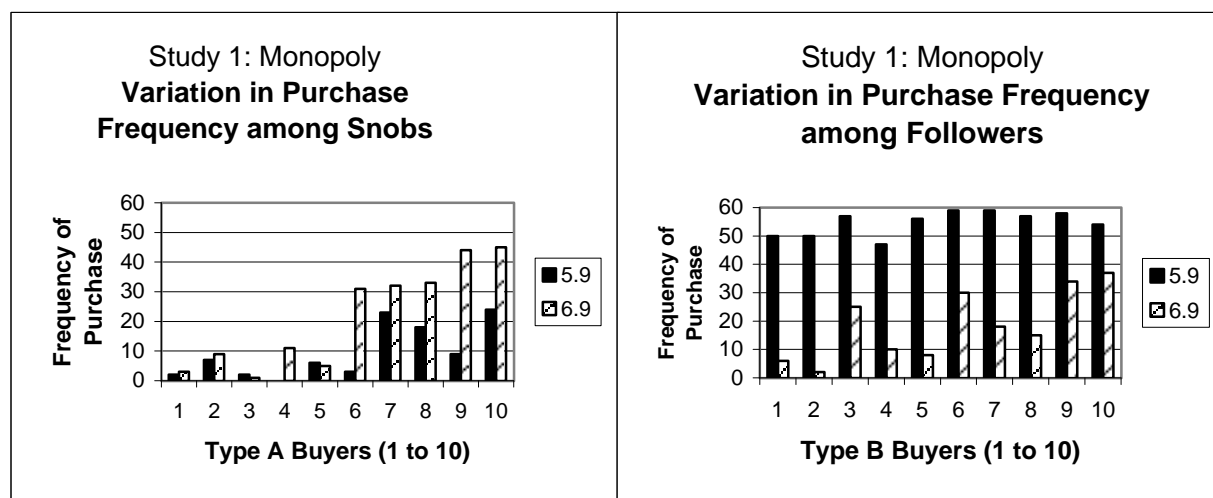 Study 1: Monopoly
Variation in Purchase
Frequency among Snobs
Frequency of
Purchase
60
50
40
30
20
10
0
1 2 3 4 5 6 7 8 9 10
Type A Buyers (1 to 10)
5.9
6.9
Study 1: Monopoly
Variation in Purchase Frequency
among Followers
Frequency of
Purchase
60
50
40
30
20
10
0
1 2 3 4 5 6 7 8 9 10
Type B Buyers (1 to 10)
5.9
6.9